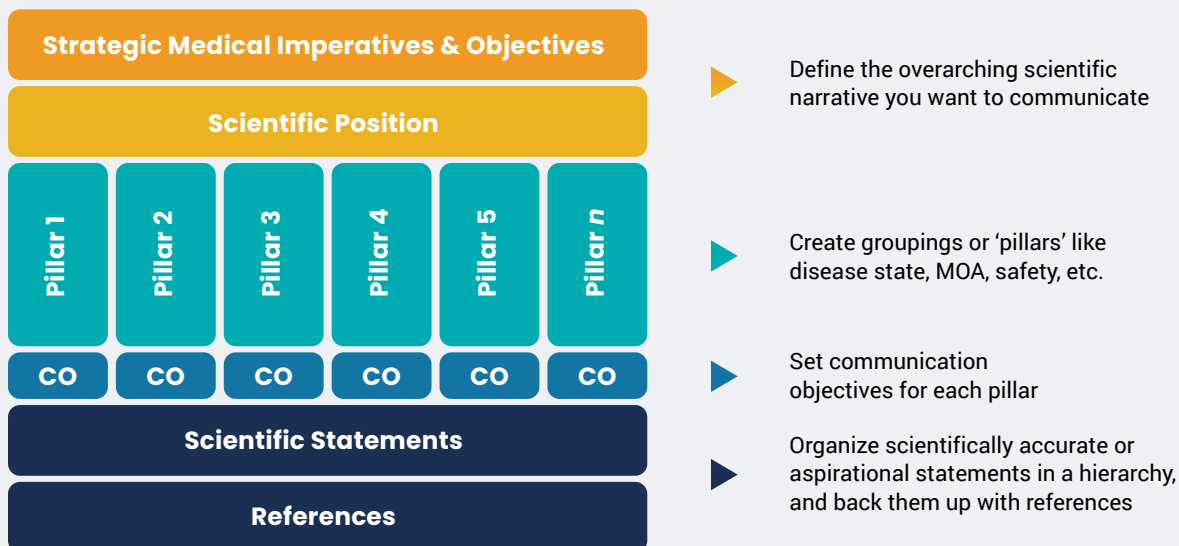 Strategic Medical Imperatives & Objectives
Scientific Position
Pillar 1
Pillar 2
Pillar 3
Pillar 4
Pillar 5
Pillar n
CO
CO
CO
CO
CO
CO
Scientific Statements
References
Define the overarching scientific
narrative you want to communicate
Create groupings or ‘pillars’ like
disease state, MOA, safety, etc.
Set communication
objectives for each pillar
Organize scientifically accurate or
aspirational statements in a hierarchy,
and back them up with references